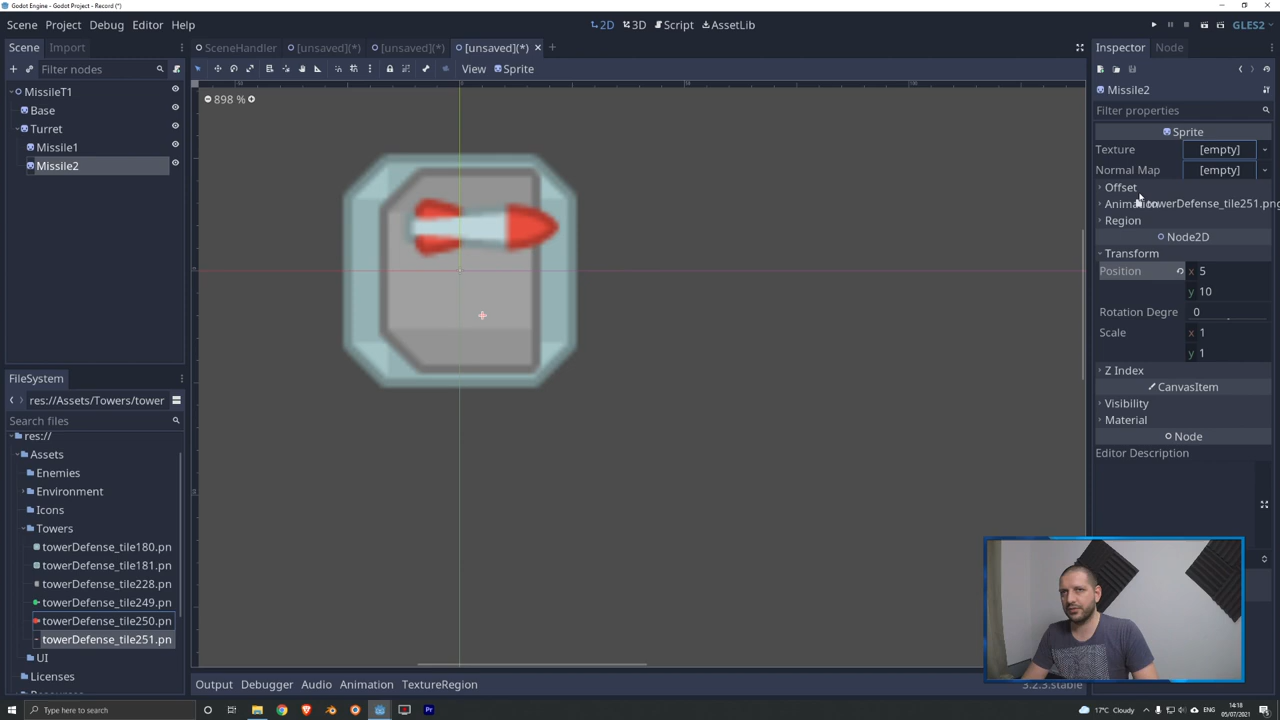 Godot Engine - Godot Project - Record (*)
Scene Project Debug Editor Help
2D 3D Script AssetLib
GLES2
Scene Import
SceneHandler [unsaved](*) [unsaved](*) [unsaved](*)
Inspector Node
Filter nodes
View Sprite
MissileT1
Missile2
898 %
Base
Filter properties
Turret
Sprite
Missile1
Texture [empty]
Missile2
Normal Map [empty]
Offset
towerDefense_tile251.png
Region
Node2D
Transform
Position x 5
y 10
Rotation Degre 0
Scale x 1
y 1
Z Index
CanvasItem
FileSystem
res://Assets/Towers/tower
Visibility
Search files
Material
res://
Node
Assets
Editor Description
Enemies
Environment
Icons
Towers
towerDefense_tile180.pn
towerDefense_tile181.pn
towerDefense_tile228.pn
towerDefense_tile249.pn
towerDefense_tile250.pn
towerDefense_tile251.pn
UI
Licenses
Output Debugger Audio Animation TextureRegion
3.2.3.stable
Type here to search
17°C Cloudy
ENG
14:18
05/07/2021